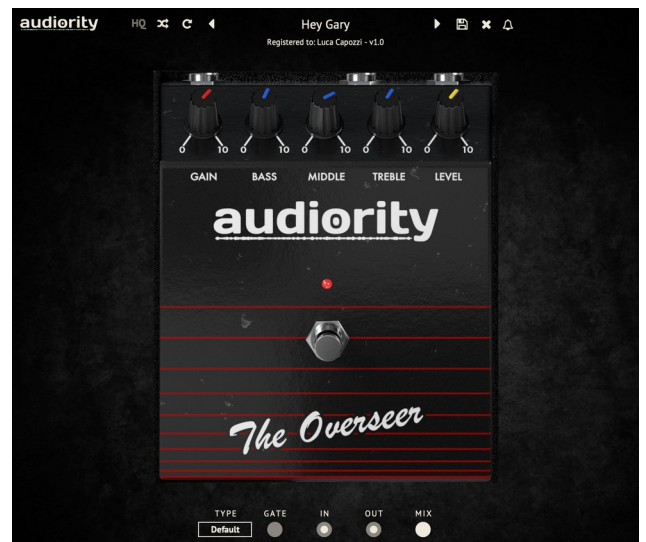 audiority HQ Hey Gary
Registered to: Luca Capozzi - v1.0
0 10 0 10 0 10 0 10 0 10
GAIN BASS MIDDLE TREBLE LEVEL
audiority
The Overseer
TYPE GATE IN OUT MIX
Default